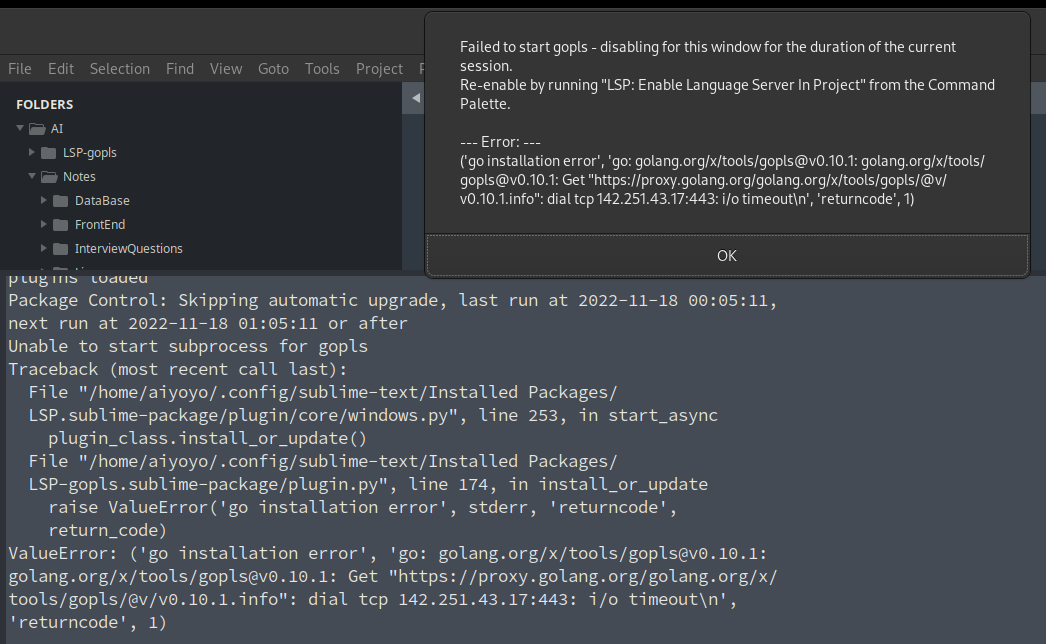 Failed to start gopls - disabling for this window for the duration of the current
session.
Re-enable by running "LSP: Enable Language Server In Project" from the Command
Palette.
--- Error: ---
('go installation error', 'go: golang.org/x/tools/gopls@v0.10.1: golang.org/x/tools/
gopls@v0.10.1: Get "https://proxy.golang.org/golang.org/x/tools/gopls/@v/
v0.10.1.info": dial tcp 142.251.43.17:443: i/o timeout\n', 'returncode', 1)
OK
File Edit Selection Find View Goto Tools Project
FOLDERS
AI
LSP-gopls
Notes
DataBase
FrontEnd
InterviewQuestions
plugins loaded
Package Control: Skipping automatic upgrade, last run at 2022-11-18 00:05:11,
next run at 2022-11-18 01:05:11 or after
Unable to start subprocess for gopls
Traceback (most recent call last):
File "/home/aiyoyo/.config/sublime-text/Installed Packages/
LSP.sublime-package/plugin/core/windows.py", line 253, in start_async
plugin_class.install_or_update()
File "/home/aiyoyo/.config/sublime-text/Installed Packages/
LSP-gopls.sublime-package/plugin.py", line 174, in install_or_update
raise ValueError('go installation error', stderr, 'returncode',
return_code)
ValueError: ('go installation error', 'go: golang.org/x/tools/gopls@v0.10.1:
golang.org/x/tools/gopls@v0.10.1: Get "https://proxy.golang.org/golang.org/x/
tools/gopls/@v/v0.10.1.info": dial tcp 142.251.43.17:443: i/o timeout\n',
'returncode', 1)